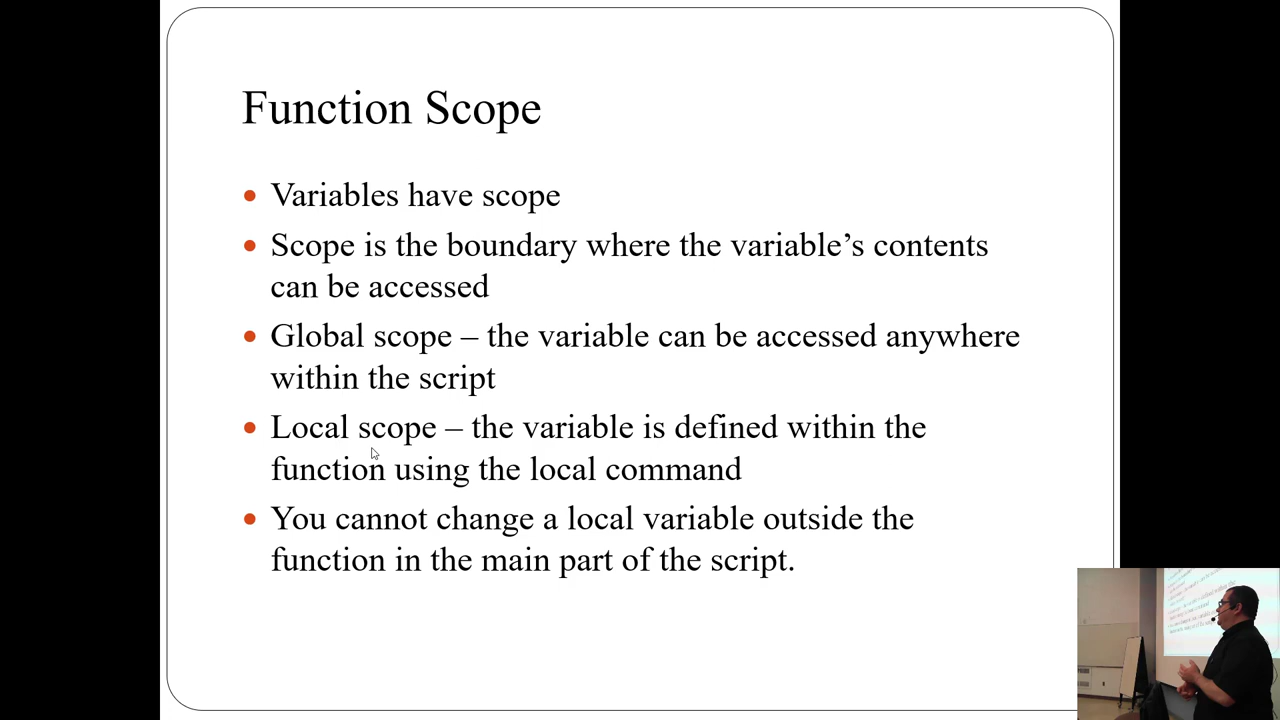 Function Scope
• Variables have scope
• Scope is the boundary where the variable’s contents
can be accessed
• Global scope – the variable can be accessed anywhere
within the script
• Local scope – the variable is defined within the
function using the local command
• You cannot change a local variable outside the
function in the main part of the script.